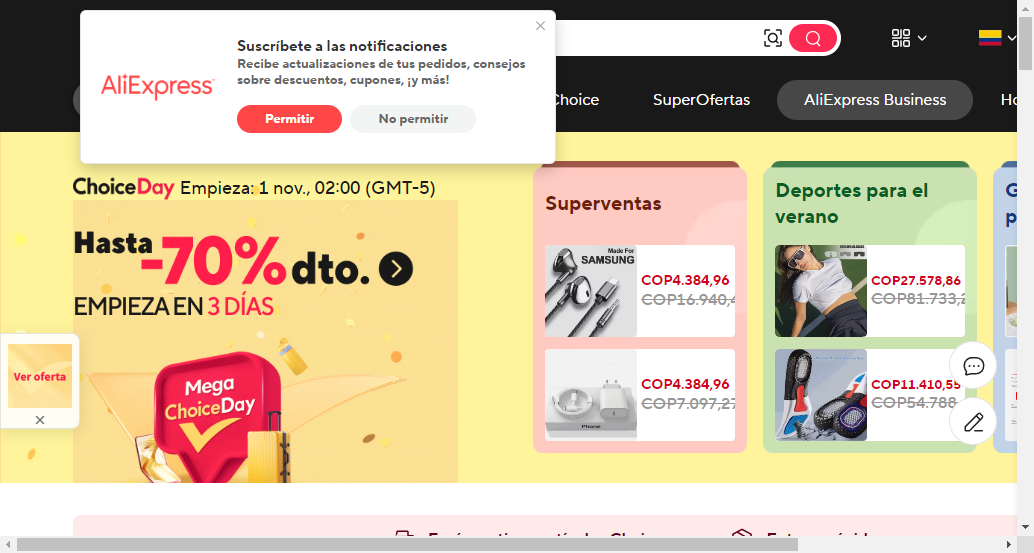 Suscríbete a las notificaciones
Recibe actualizaciones de tus pedidos, consejos
sobre descuentos, cupones, ¡y más!
AliExpress
Permitir
No permitir
Choice
SuperOfertas
AliExpress Business
ChoiceDay Empieza: 1 nov., 02:00 (GMT-5)
Hasta
-70% dto.
EMPIEZA EN 3 DÍAS
Mega
ChoiceDay
Ver oferta
Superventas
Made For
SAMSUNG
COP4.384,96
COP16.940,4
COP4.384,96
COP7.097,27
Phone
Deportes para el
verano
COP27.578,86
COP81.733,2
COP11.410,55
COP54.788